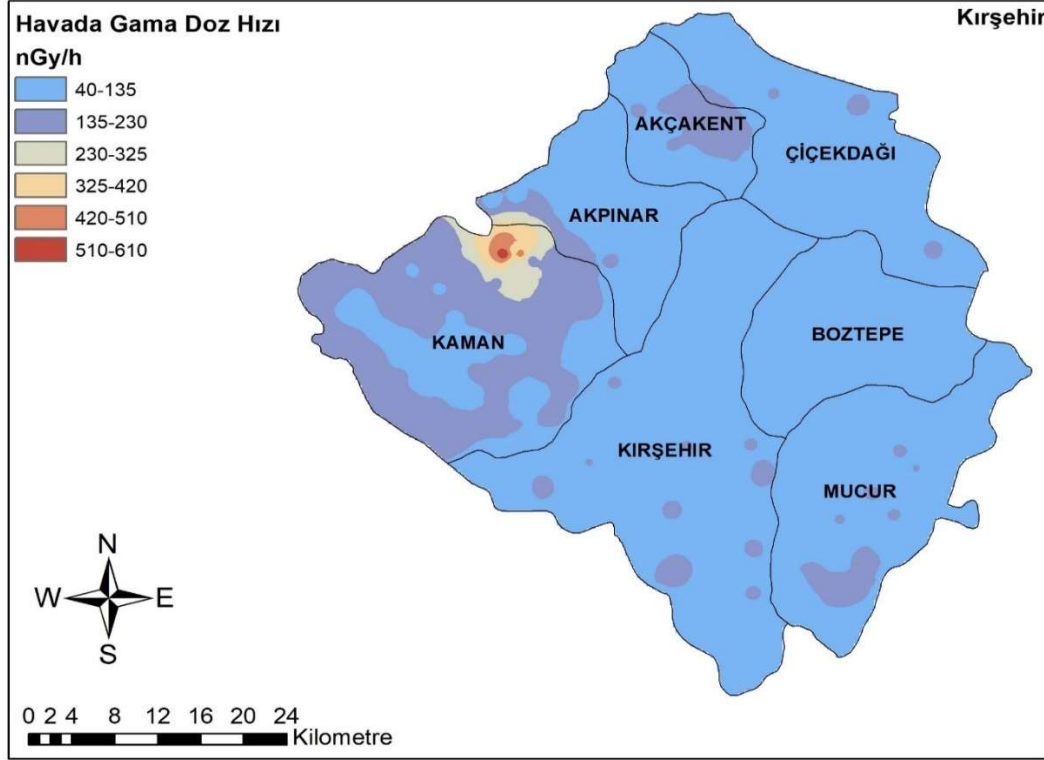 Havada Gama Doz Hızı
nGy/h
40-135
135-230
230-325
325-420
420-510
510-610
Kırşehir
AKÇAKENT
ÇİÇEKDAĞI
AKPINAR
BOZTEPE
KAMAN
KIRŞEHIR
MUCUR
N
W E
S
0 2 4 8 12 16 20 24
Kilometre